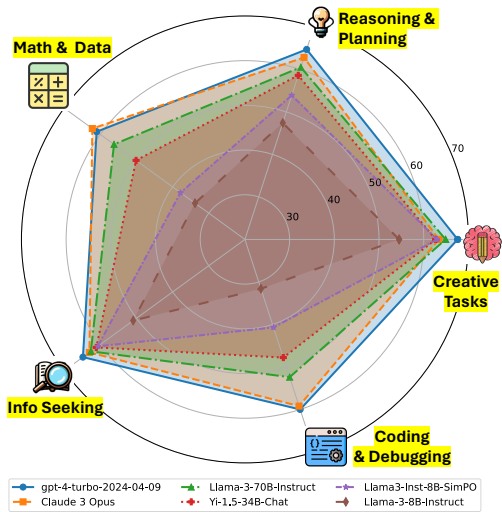 Reasoning &
Planning
Math & Data
70
60
50
40
30
Creative
Tasks
Info Seeking
Coding
& Debugging
gpt-4-turbo-2024-04-09
Claude 3 Opus
Llama-3-70B-Instruct
Yi-1.5-34B-Chat
Llama3-Inst-8B-SimPO
Llama-3-8B-Instruct